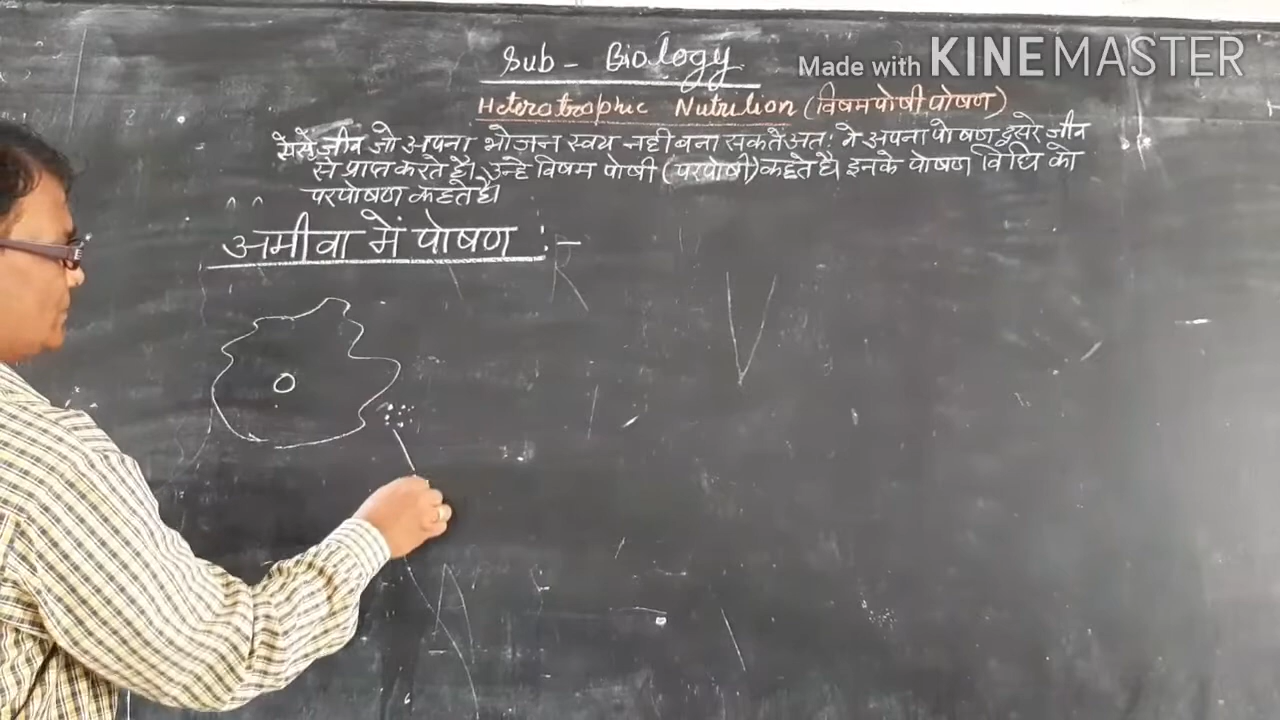 Sub - Biology
Made with KINEMASTER
Heterotrophic Nutrition (विषमपोषी पोषण)
ऐसे जीव जो अपना भोजन स्वयं नही बना सकते अतः वे अपना पोषण दुसरे जीव
से प्राप्त करते है। उन्हे विषम पोषी (परपोषी) कहते है। इनके पोषण विधि को
परपोषण कहते है।
अमीवा में पोषण :-